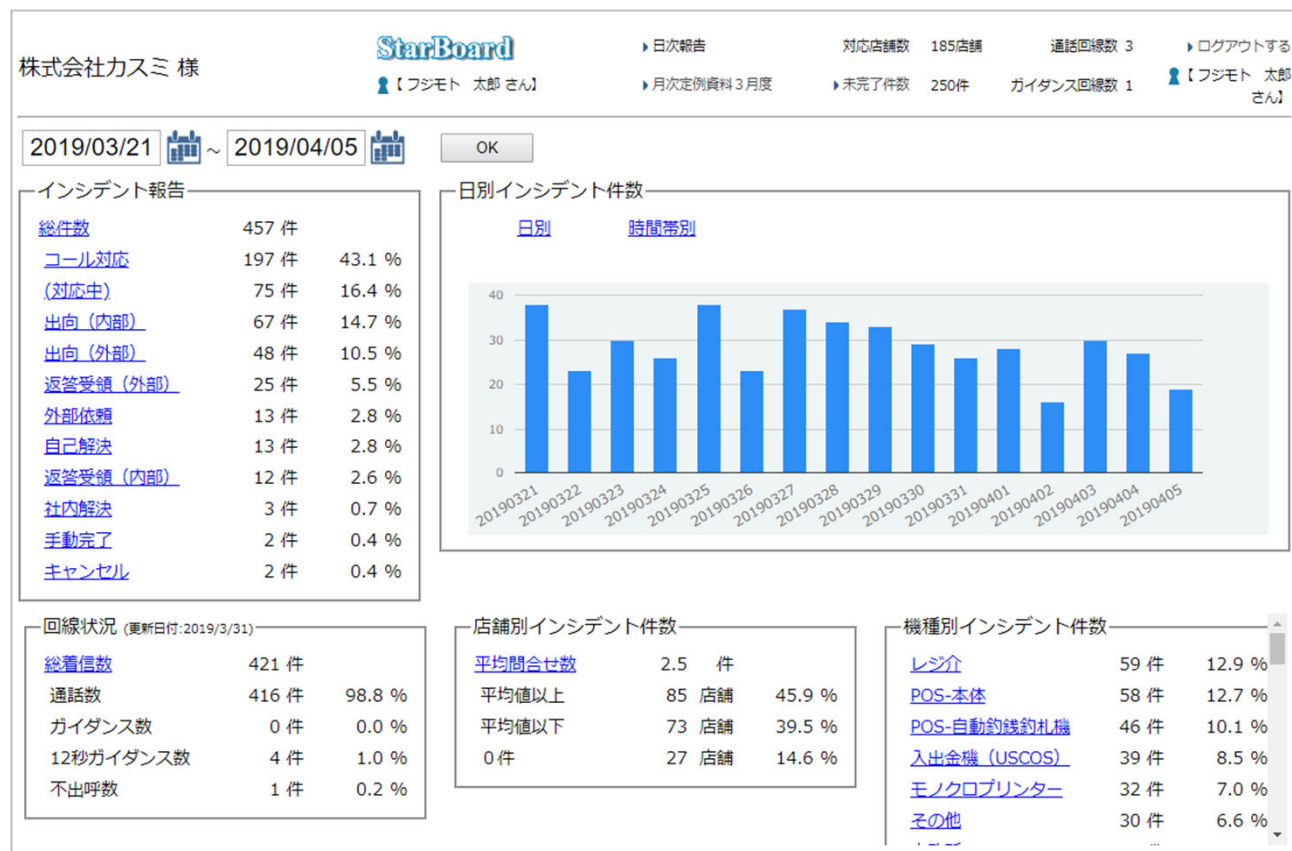 株式会社カスミ 様
StarBoard
【 フジモト 太郎 さん】
日次報告
月次定例資料３月度
対応店舗数 185店舗
未完了件数 250件
通話回線数 3
ガイダンス回線数 1
ログアウトする
【 フジモト 太郎
さん】
2019/03/21 ～ 2019/04/05 OK
インシデント報告
総件数 457 件
コール対応 197 件 43.1 %
(対応中) 75 件 16.4 %
出向（内部） 67 件 14.7 %
出向（外部） 48 件 10.5 %
返答受領（外部） 25 件 5.5 %
外部依頼 13 件 2.8 %
自己解決 13 件 2.8 %
返答受領（内部） 12 件 2.6 %
社内解決 3 件 0.7 %
手動完了 2 件 0.4 %
キャンセル 2 件 0.4 %
日別インシデント件数
日別 時間帯別
40
30
20
10
0
20190321 20190322 20190323 20190324 20190325 20190326 20190327 20190328 20190329 20190330 20190331 20190401 20190402 20190403 20190404 20190405
回線状況 (更新日付:2019/3/31)
総着信数 421 件
通話数 416 件 98.8 %
ガイダンス数 0 件 0.0 %
12秒ガイダンス数 4 件 1.0 %
不出呼数 1 件 0.2 %
店舗別インシデント件数
平均問合せ数 2.5 件
平均値以上 85 店舗 45.9 %
平均値以下 73 店舗 39.5 %
０件 27 店舗 14.6 %
機種別インシデント件数
レジ介 59 件 12.9 %
POS-本体 58 件 12.7 %
POS-自動釣銭釣札機 46 件 10.1 %
入出金機（USCOS） 39 件 8.5 %
モノクロプリンター 32 件 7.0 %
その他 30 件 6.6 %